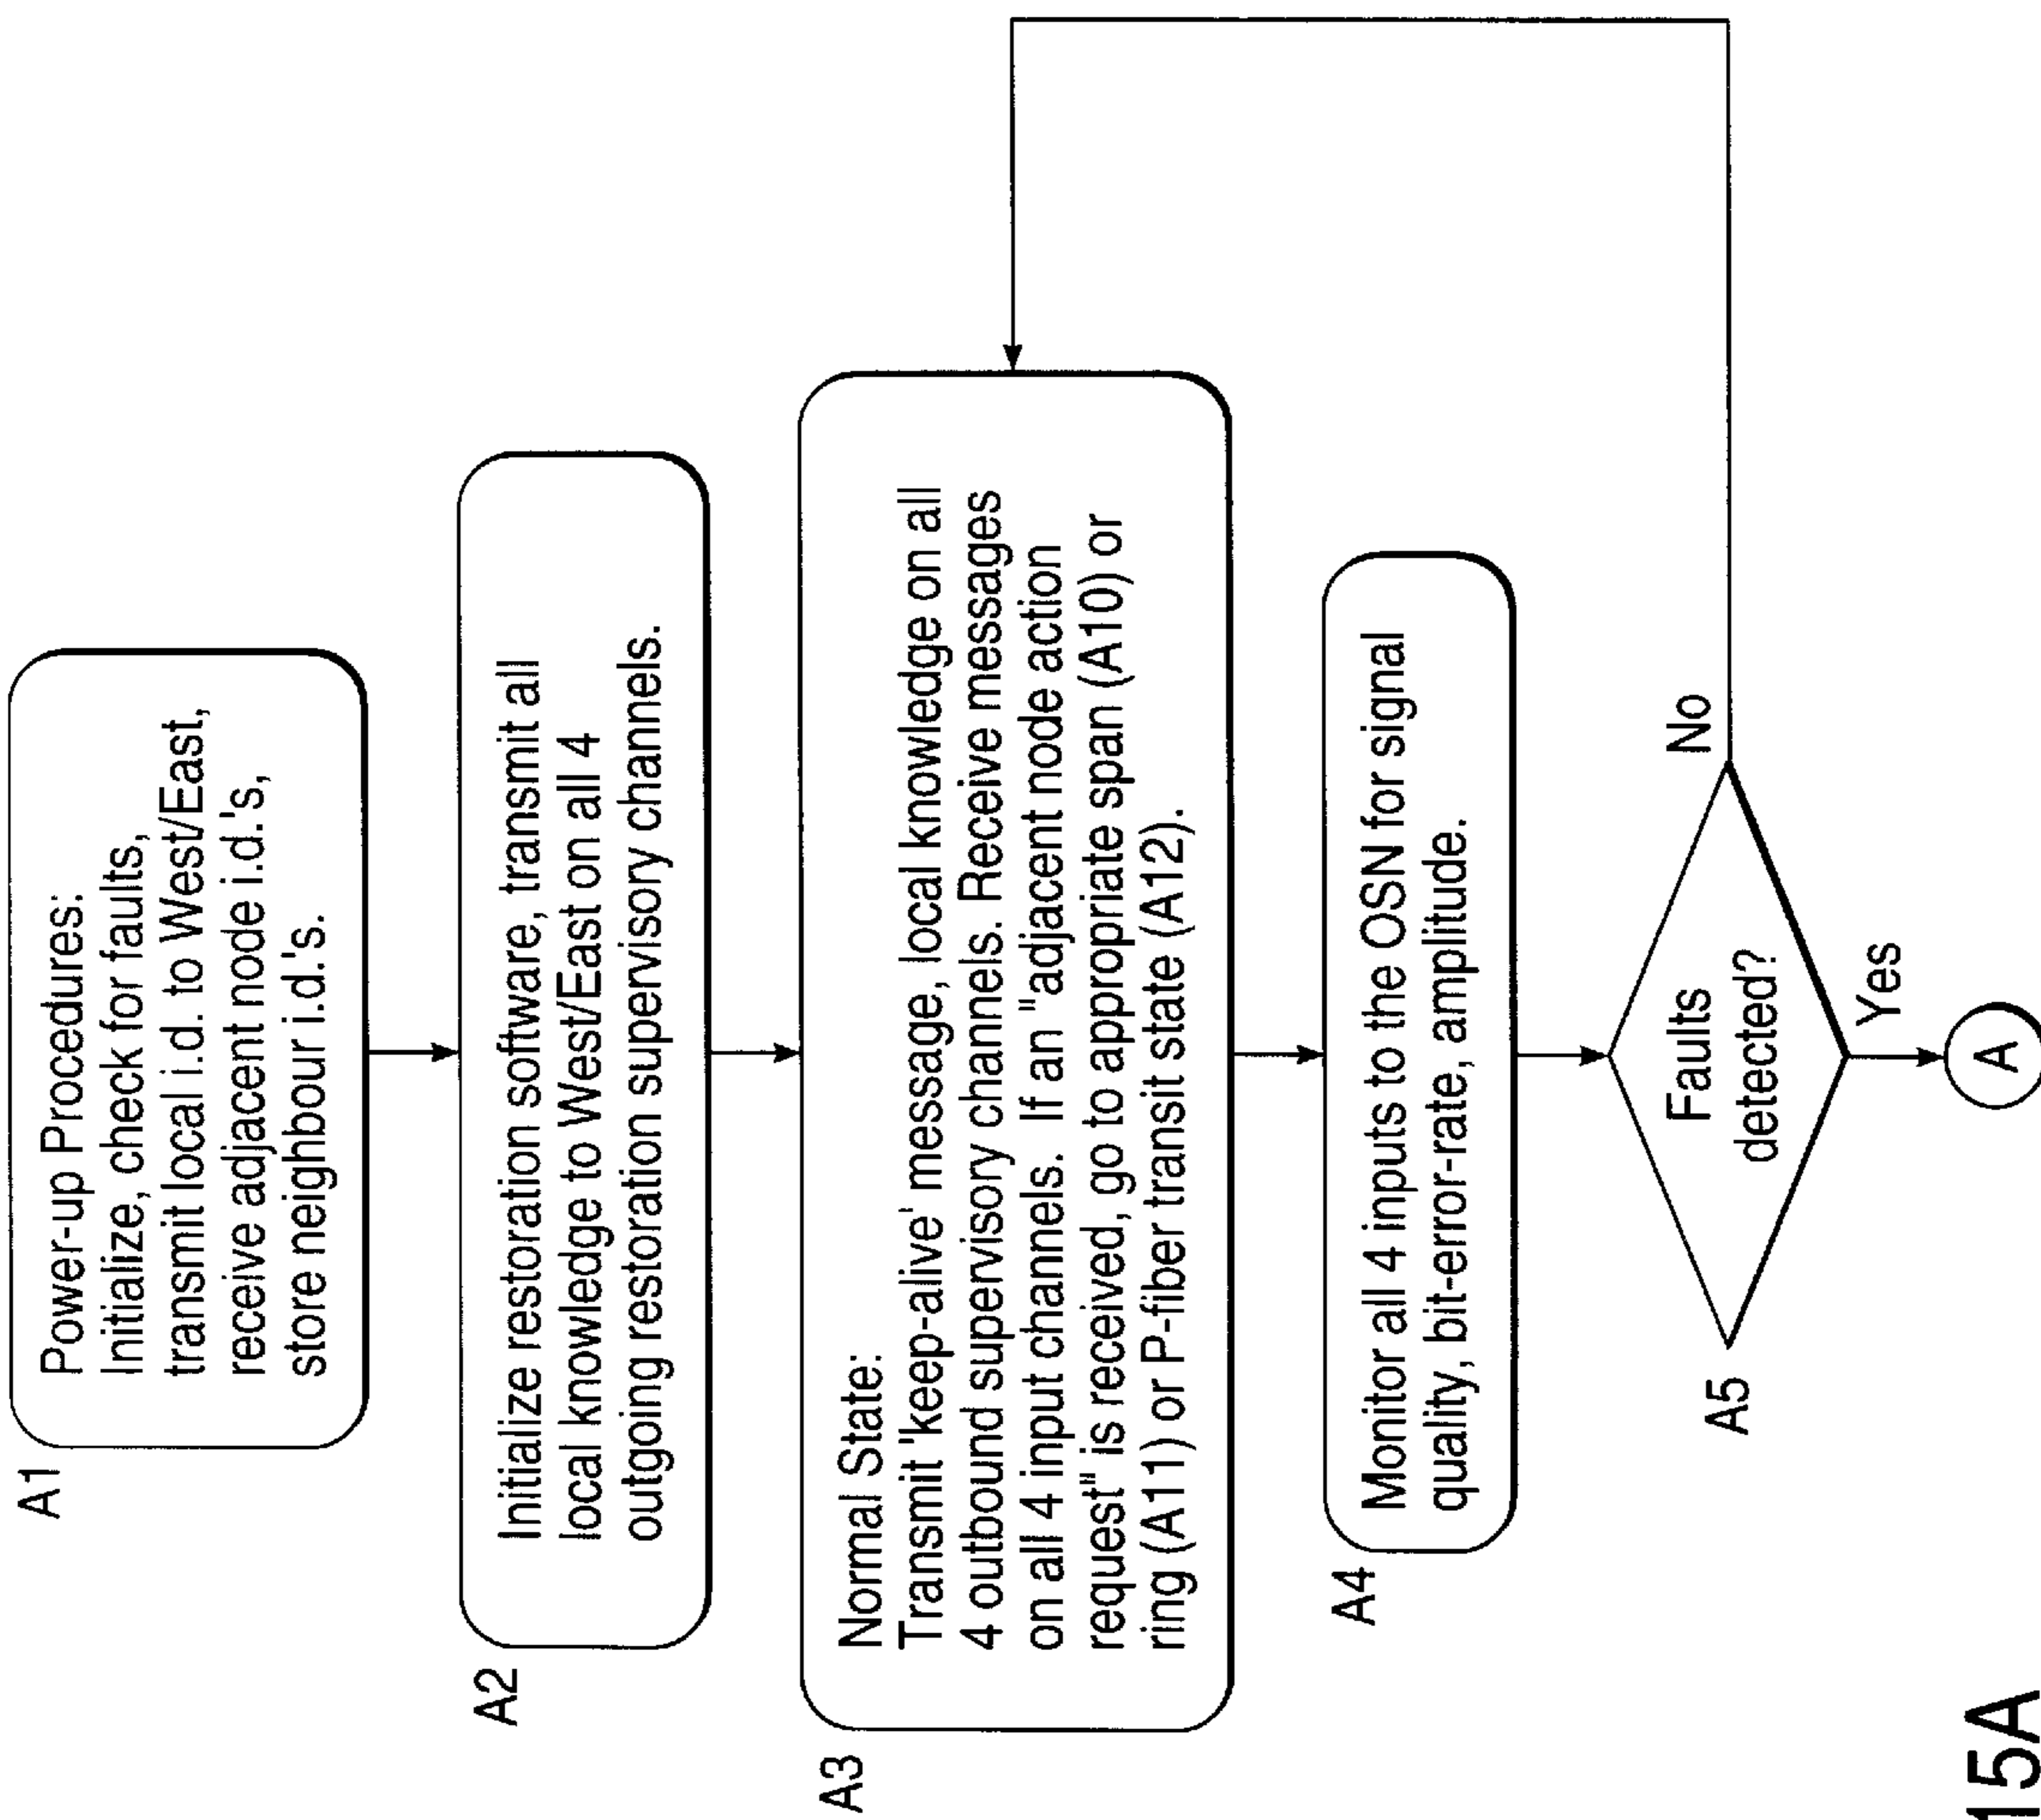 A1
Power-up Procedures:
Initialize, check for faults,
transmit local i.d. to West/East,
receive adjacent node i.d.'s,
store neighbour i.d.'s.
A2
Initialize restoration software, transmit all
local knowledge to West/East on all 4
outgoing restoration supervisory channels.
A3
Normal State:
Transmit 'keep-alive' message, local knowledge on all
4 outbound supervisory channels. Receive messages
on all 4 input channels. If an "adjacent node action
request" is received, go to appropriate span (A10) or
ring (A11) or P-fiber transit state (A12).
A4
Monitor all 4 inputs to the OSN for signal
quality, bit-error-rate, amplitude.
A5
Faults
detected?
No
Yes
A
15A